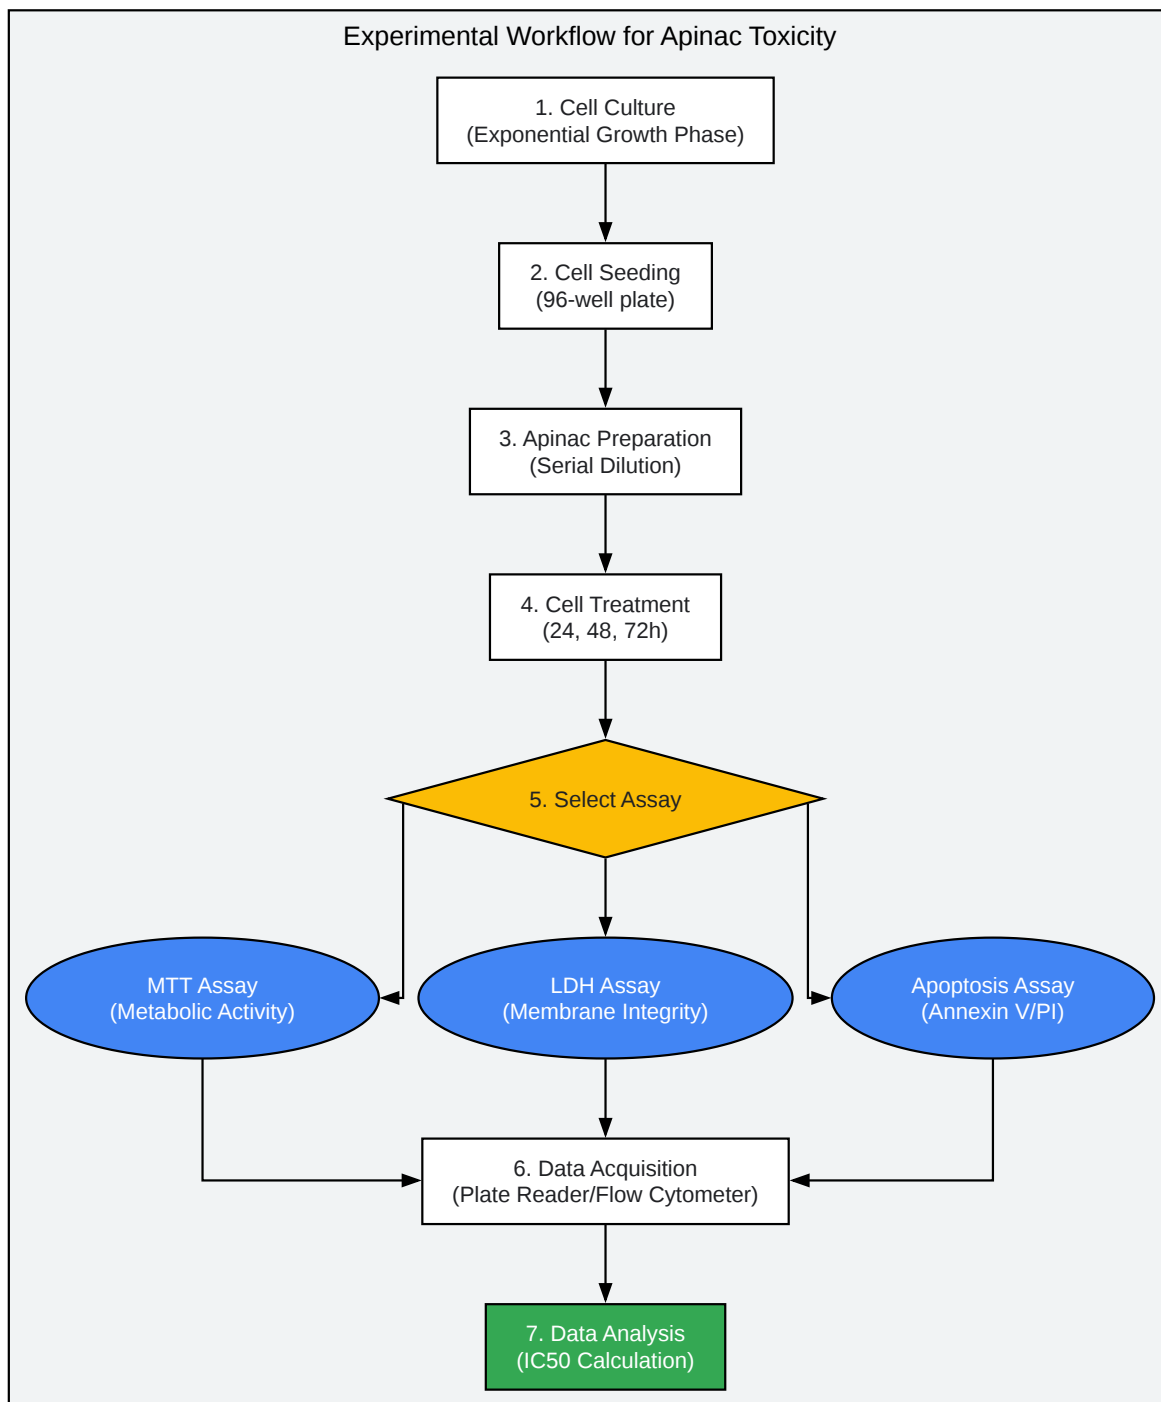 Experimental Workflow for Apinac Toxicity
1. Cell Culture
(Exponential Growth Phase)
2. Cell Seeding
(96-well plate)
3. Apinac Preparation
(Serial Dilution)
4. Cell Treatment
(24, 48, 72h)
5. Select Assay
MTT Assay
(Metabolic Activity)
LDH Assay
(Membrane Integrity)
Apoptosis Assay
(Annexin V/PI)
6. Data Acquisition
(Plate Reader/Flow Cytometer)
7. Data Analysis
(IC50 Calculation)